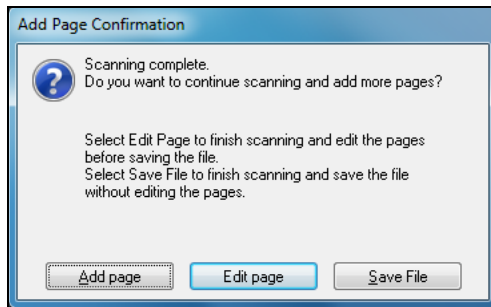 Add Page Confirmation
Scanning complete.
Do you want to continue scanning and add more pages?
Select Edit Page to finish scanning and edit the pages
before saving the file.
Select Save File to finish scanning and save the file
without editing the pages.
Add page Edit page Save File